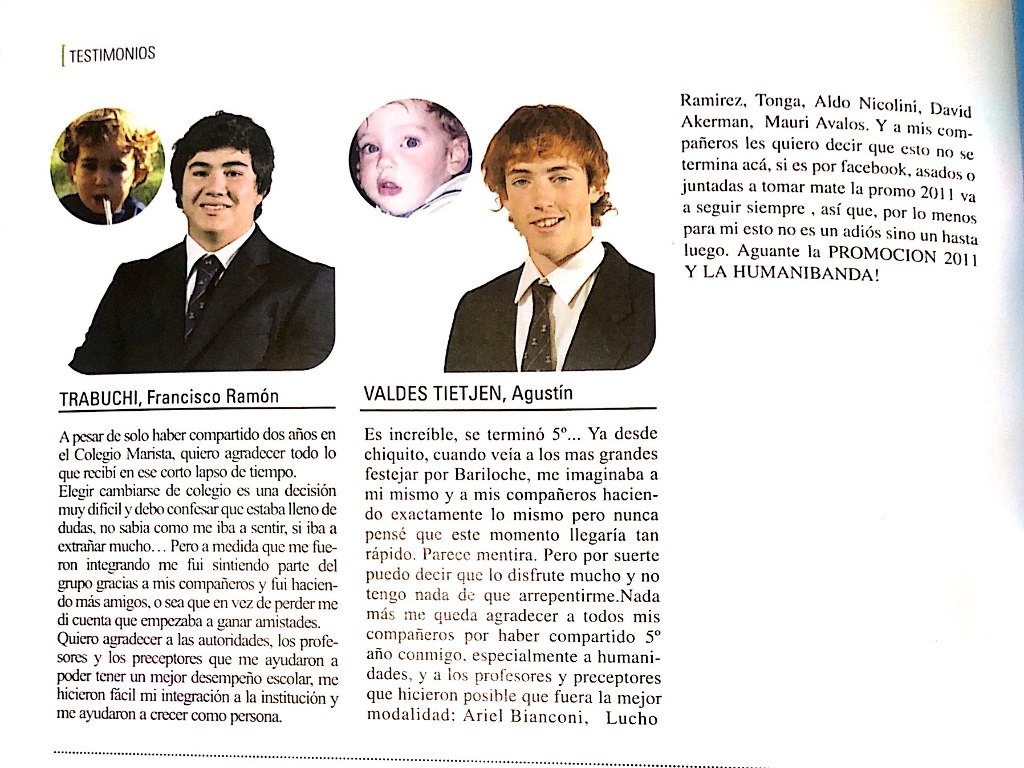 [ TESTIMONIOS
TRABUCHI, Francisco Ramón
A pesar de solo haber compartido dos años en
el Colegio Marista, quiero agradecer todo lo
que recibí en ese corto lapso de tiempo.
Elegir cambiarse de colegio es una decisión
muy dificil y debo confesar que estaba lleno de
dudas, no sabia como me iba a sentir, si iba a
extrañar mucho… Pero a medida que me fue-
ron integrando me fui sintiendo parte del
grupo gracias a mis compañeros y fui hacien-
do más amigos, o sea que en vez de perder me
di cuenta que empezaba a ganar amistades.
Quiero agradecer a las autoridades, los profe-
sores y los preceptores que me ayudaron a
poder tener un mejor desempeño escolar, me
hicieron fácil mi integración a la institución y
me ayudaron a crecer como persona.
VALDES TIETJEN, Agustín
Es increíble, se terminó 5º... Ya desde
chiquito, cuando veía a los mas grandes
festejar por Bariloche, me imaginaba a
mi mismo y a mis compañeros hacien-
do exactamente lo mismo pero nunca
pensé que este momento llegaría tan
rápido. Parece mentira. Pero por suerte
puedo decir que lo disfrute mucho y no
tengo nada de que arrepentirme.Nada
más me queda agradecer a todos mis
compañeros por haber compartido 5º
año conmigo, especialmente a humani-
dades, y a los profesores y preceptores
que hicieron posible que fuera la mejor
modalidad: Ariel Bianconi, Lucho
Ramirez, Tonga, Aldo Nicolini, David
Akerman, Mauri Avalos. Y a mis com-
pañeros les quiero decir que esto no se
termina acá, si es por facebook, asados o
juntadas a tomar mate la promo 2011 va
a seguir siempre , así que, por lo menos
para mi esto no es un adiós sino un hasta
luego. Aguante la PROMOCION 2011
Y LA HUMANIBANDA!